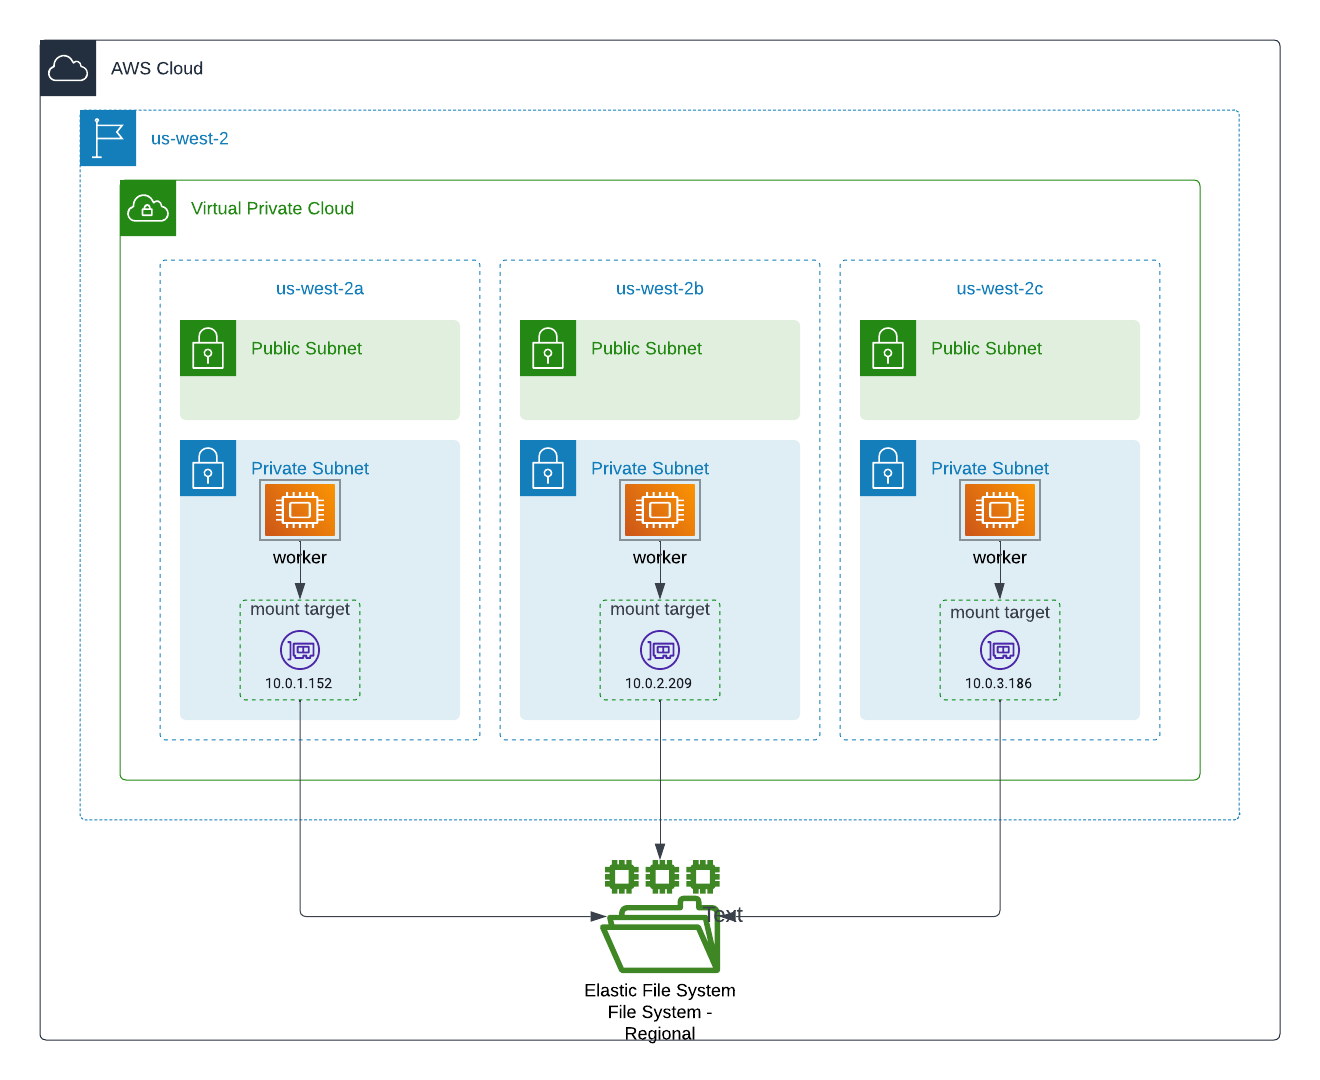 AWS Cloud
us-west-2
Virtual Private Cloud
us-west-2a
us-west-2b
us-west-2c
Public Subnet
Public Subnet
Public Subnet
Private Subnet
Private Subnet
Private Subnet
worker
worker
worker
mount target
mount target
mount target
10.0.1.152
10.0.2.209
10.0.3.186
Text
Elastic File System
File System -
Regional